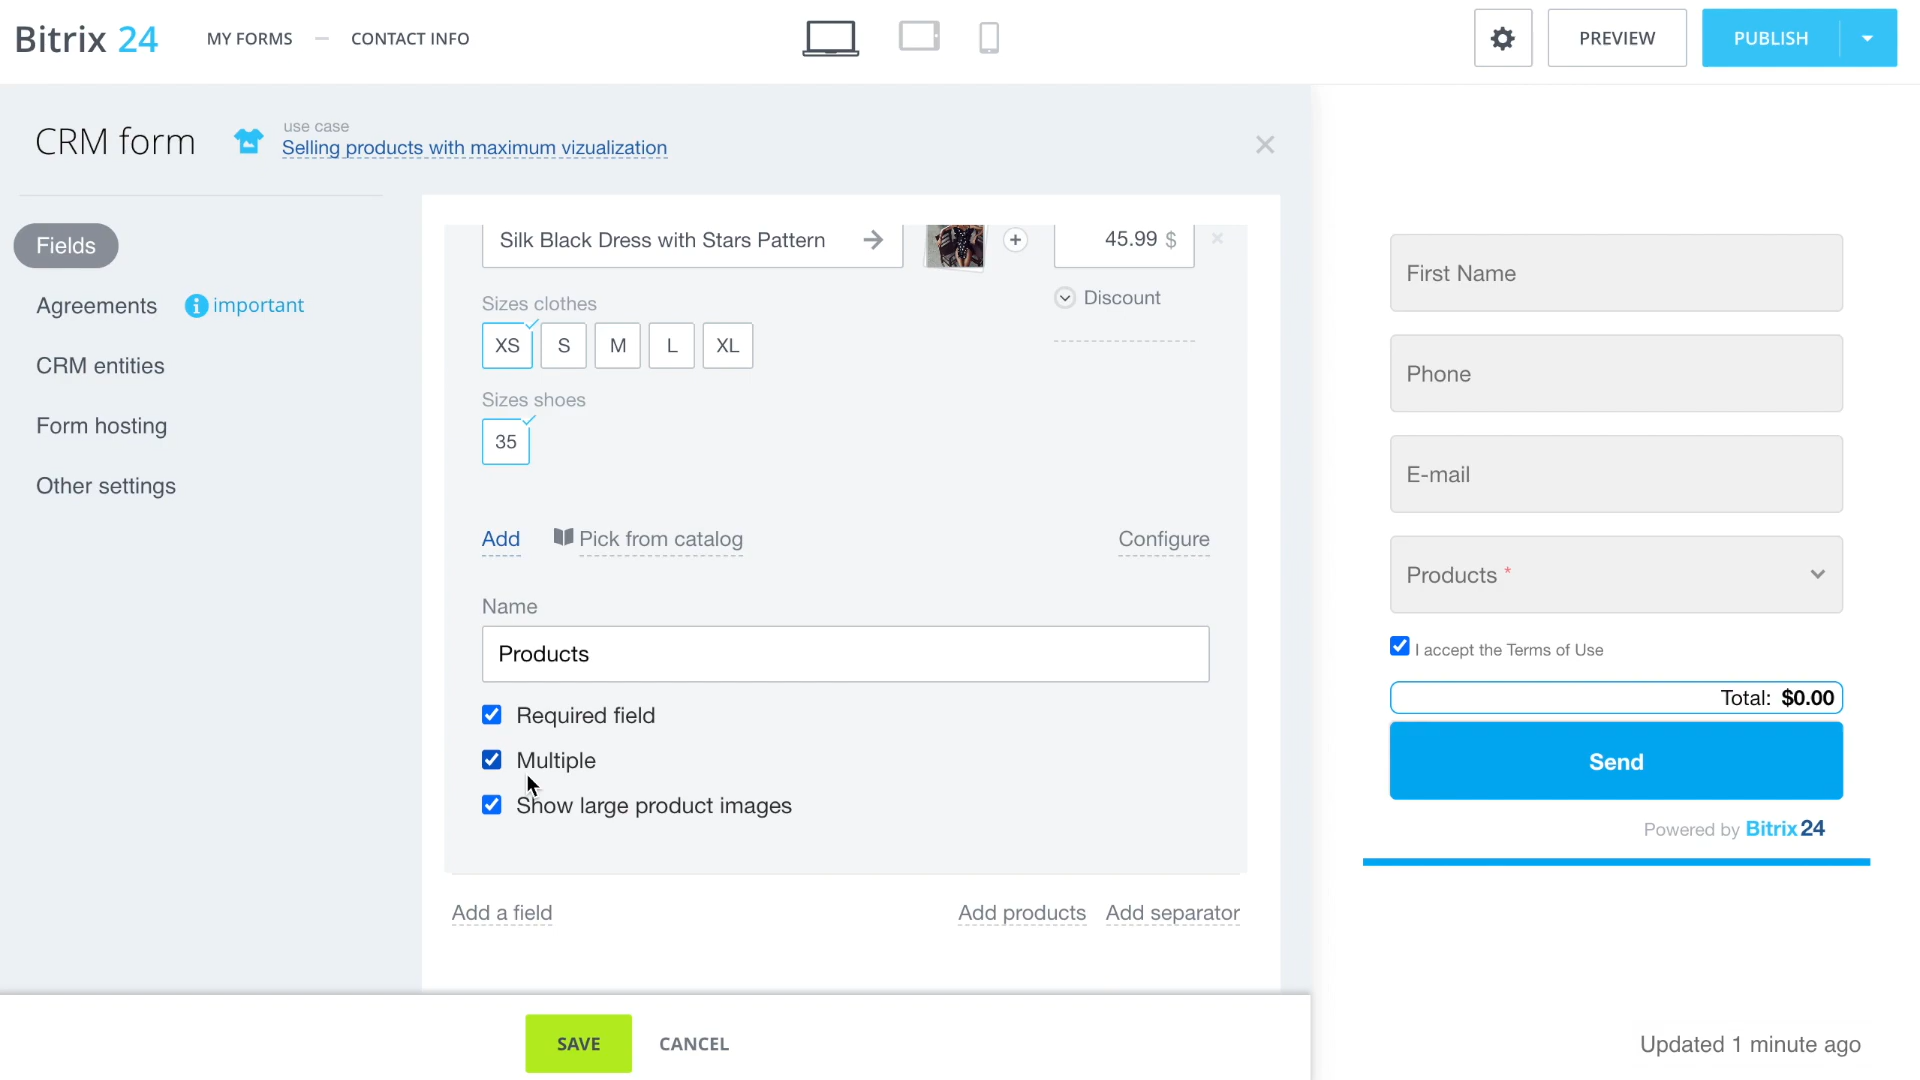 Bitrix 24
MY FORMS — CONTACT INFO
PREVIEW
PUBLISH
CRM form
use case
Selling products with maximum vizualization
Fields
Agreements
important
CRM entities
Form hosting
Other settings
Silk Black Dress with Stars Pattern
45.99 $
Discount
Sizes clothes
XS S M L XL
Sizes shoes
35
Add
Pick from catalog
Configure
Name
Products
Required field
Multiple
Show large product images
Add a field
Add products
Add separator
SAVE
CANCEL
First Name
Phone
E-mail
Products *
I accept the Terms of Use
Total: $0.00
Send
Powered by Bitrix24
Updated 1 minute ago